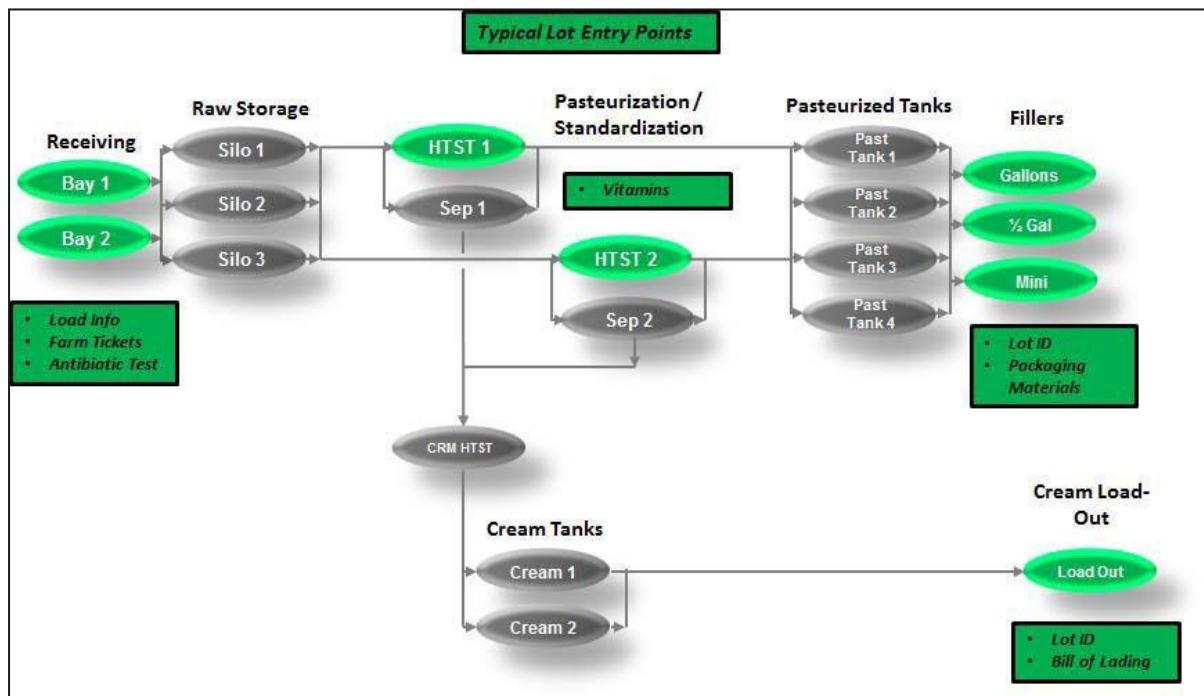 Typical Lot Entry Points
Receiving
Bay 1
Bay 2
• Load Info
• Farm Tickets
• Antibiotic Test
Raw Storage
Silo 1
Silo 2
Silo 3
Pasteurization /
Standardization
HTST 1
Sep 1
• Vitamins
HTST 2
Sep 2
Pasteurized Tanks
Past
Tank 1
Past
Tank 2
Past
Tank 3
Past
Tank 4
Fillers
Gallons
½ Gal
Mini
• Lot ID
• Packaging
Materials
CRM HTST
Cream Tanks
Cream 1
Cream 2
Cream Load-
Out
Load Out
• Lot ID
• Bill of Lading